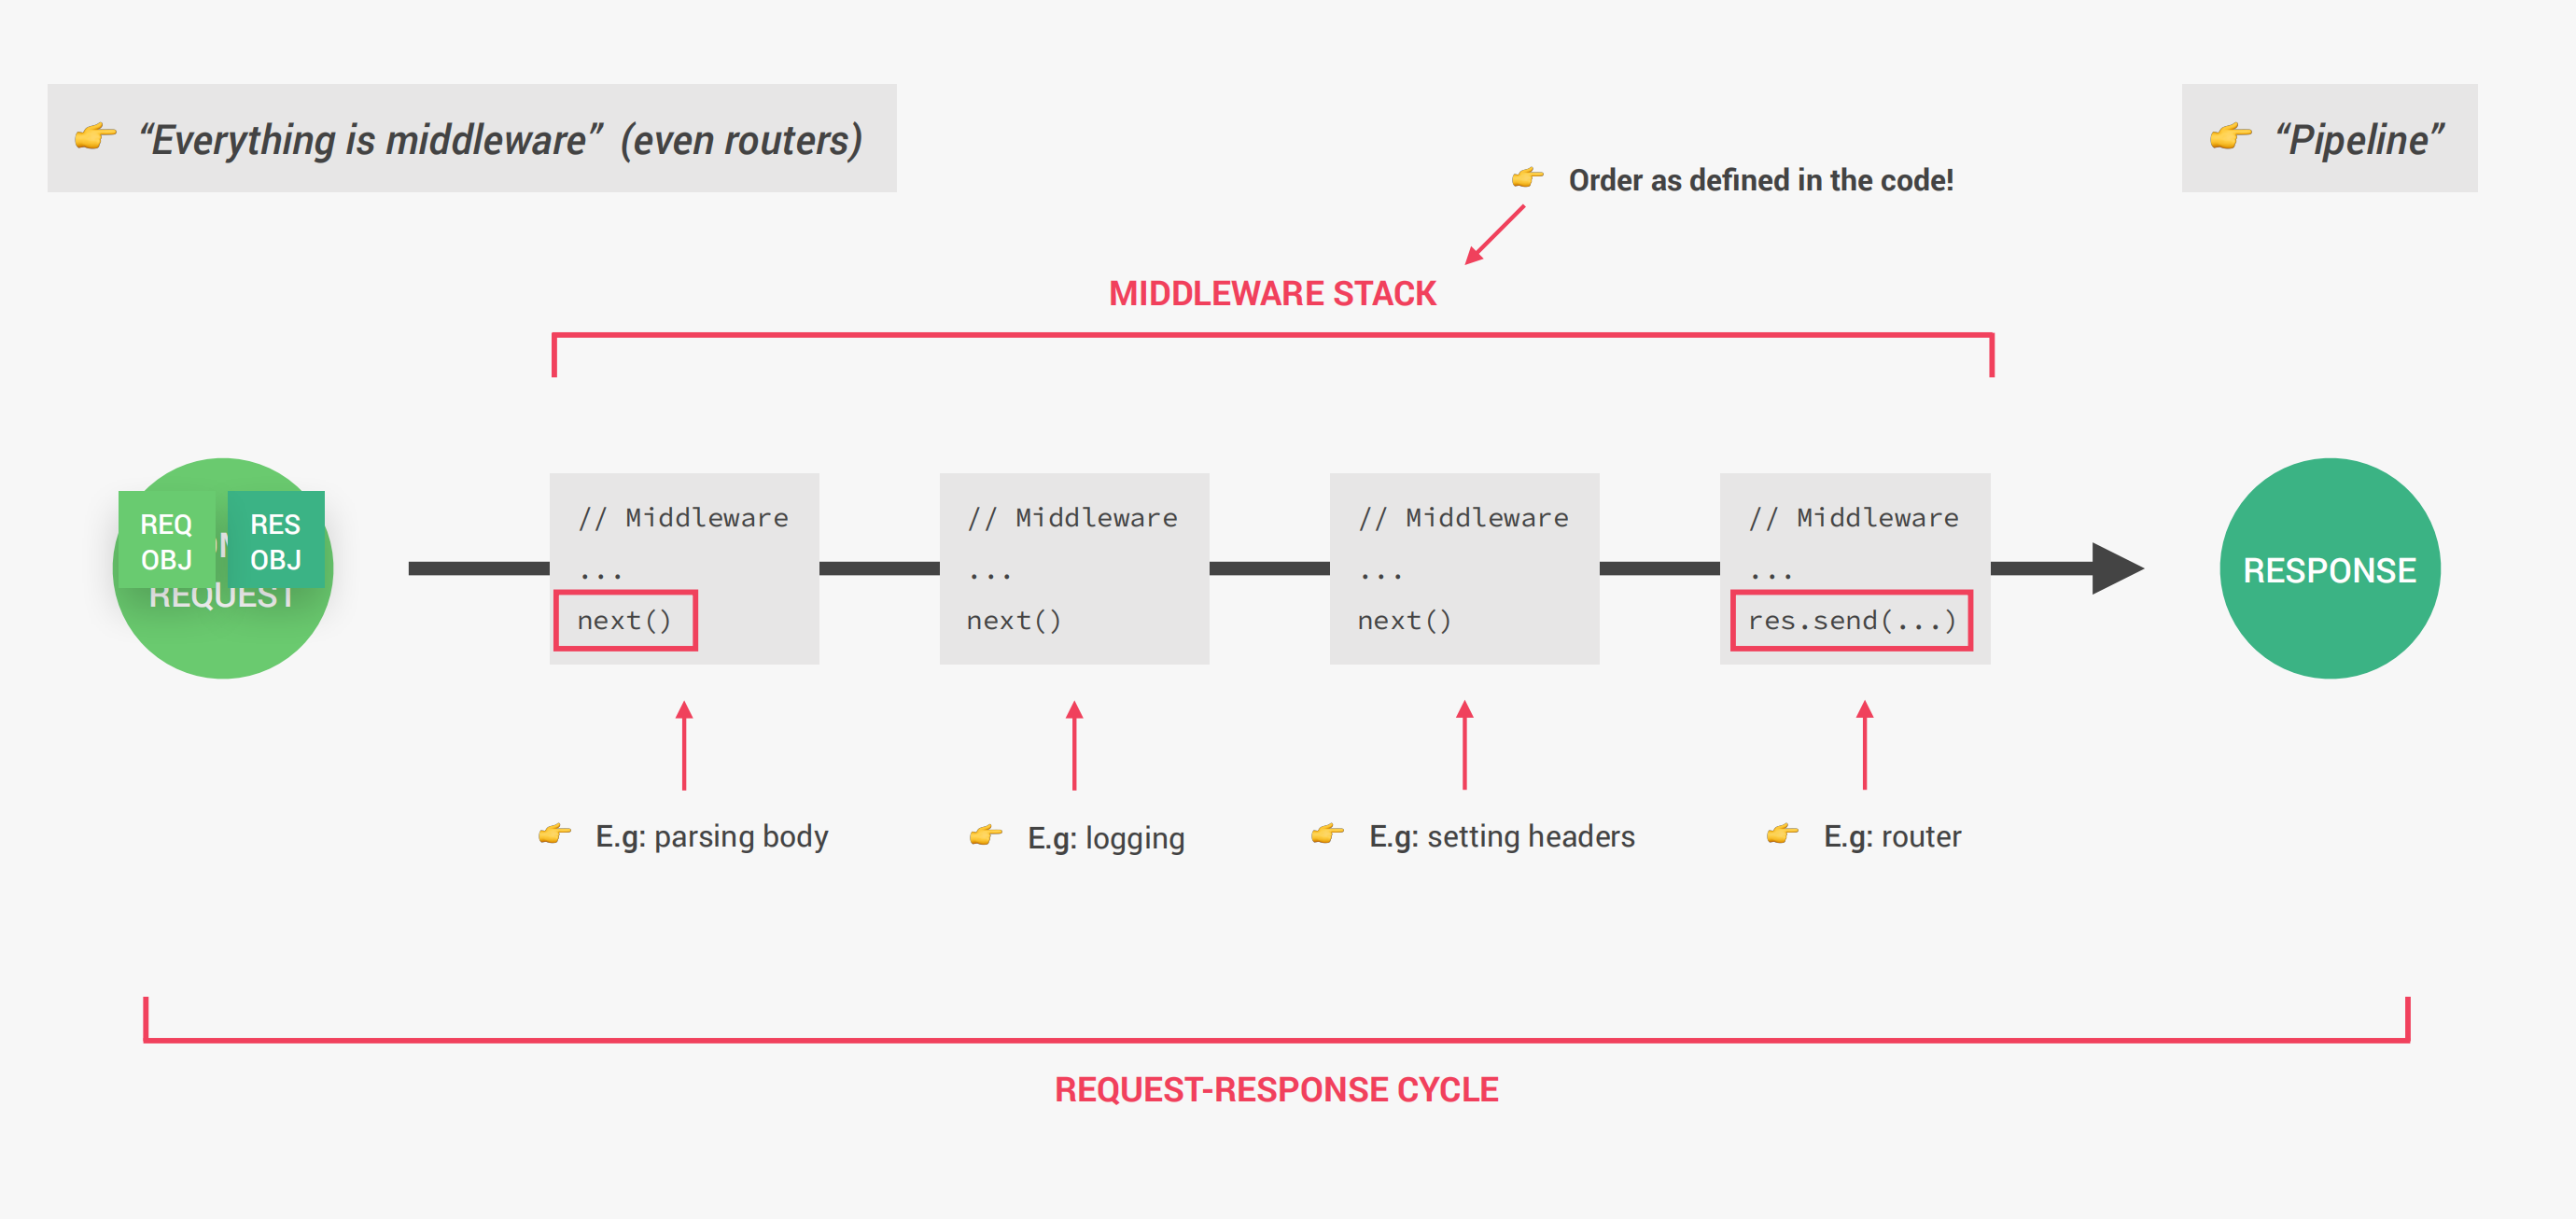 👉 “Everything is middleware” (even routers)
👉 “Pipeline”
👉 Order as defined in the code!
MIDDLEWARE STACK
REQ
OBJ
RES
OBJ
REQUEST
// Middleware
...
next()
// Middleware
...
next()
// Middleware
...
next()
// Middleware
...
res.send(...)
RESPONSE
👉 E.g: parsing body
👉 E.g: logging
👉 E.g: setting headers
👉 E.g: router
REQUEST-RESPONSE CYCLE